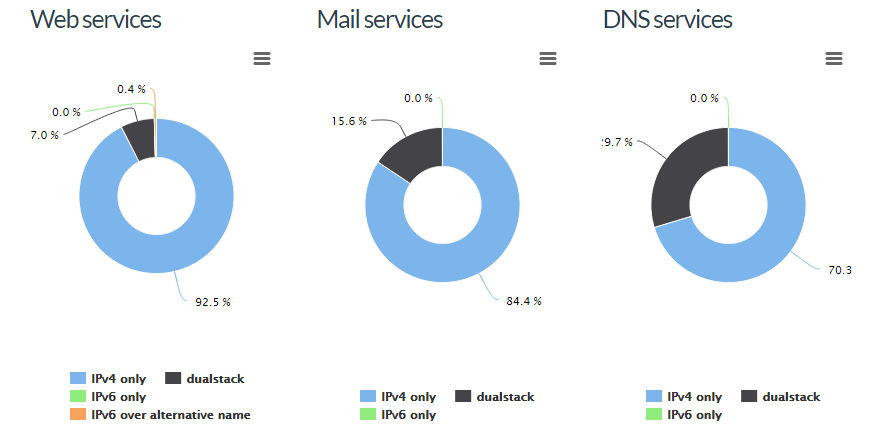 Web services
0.4 %
0.0 %
7.0 %
92.5 %
IPv4 only dualstack
IPv6 only
IPv6 over alternative name
Mail services
0.0 %
15.6 %
84.4 %
IPv4 only dualstack
IPv6 only
DNS services
0.0 %
29.7 %
70.3
IPv4 only dualstack
IPv6 only